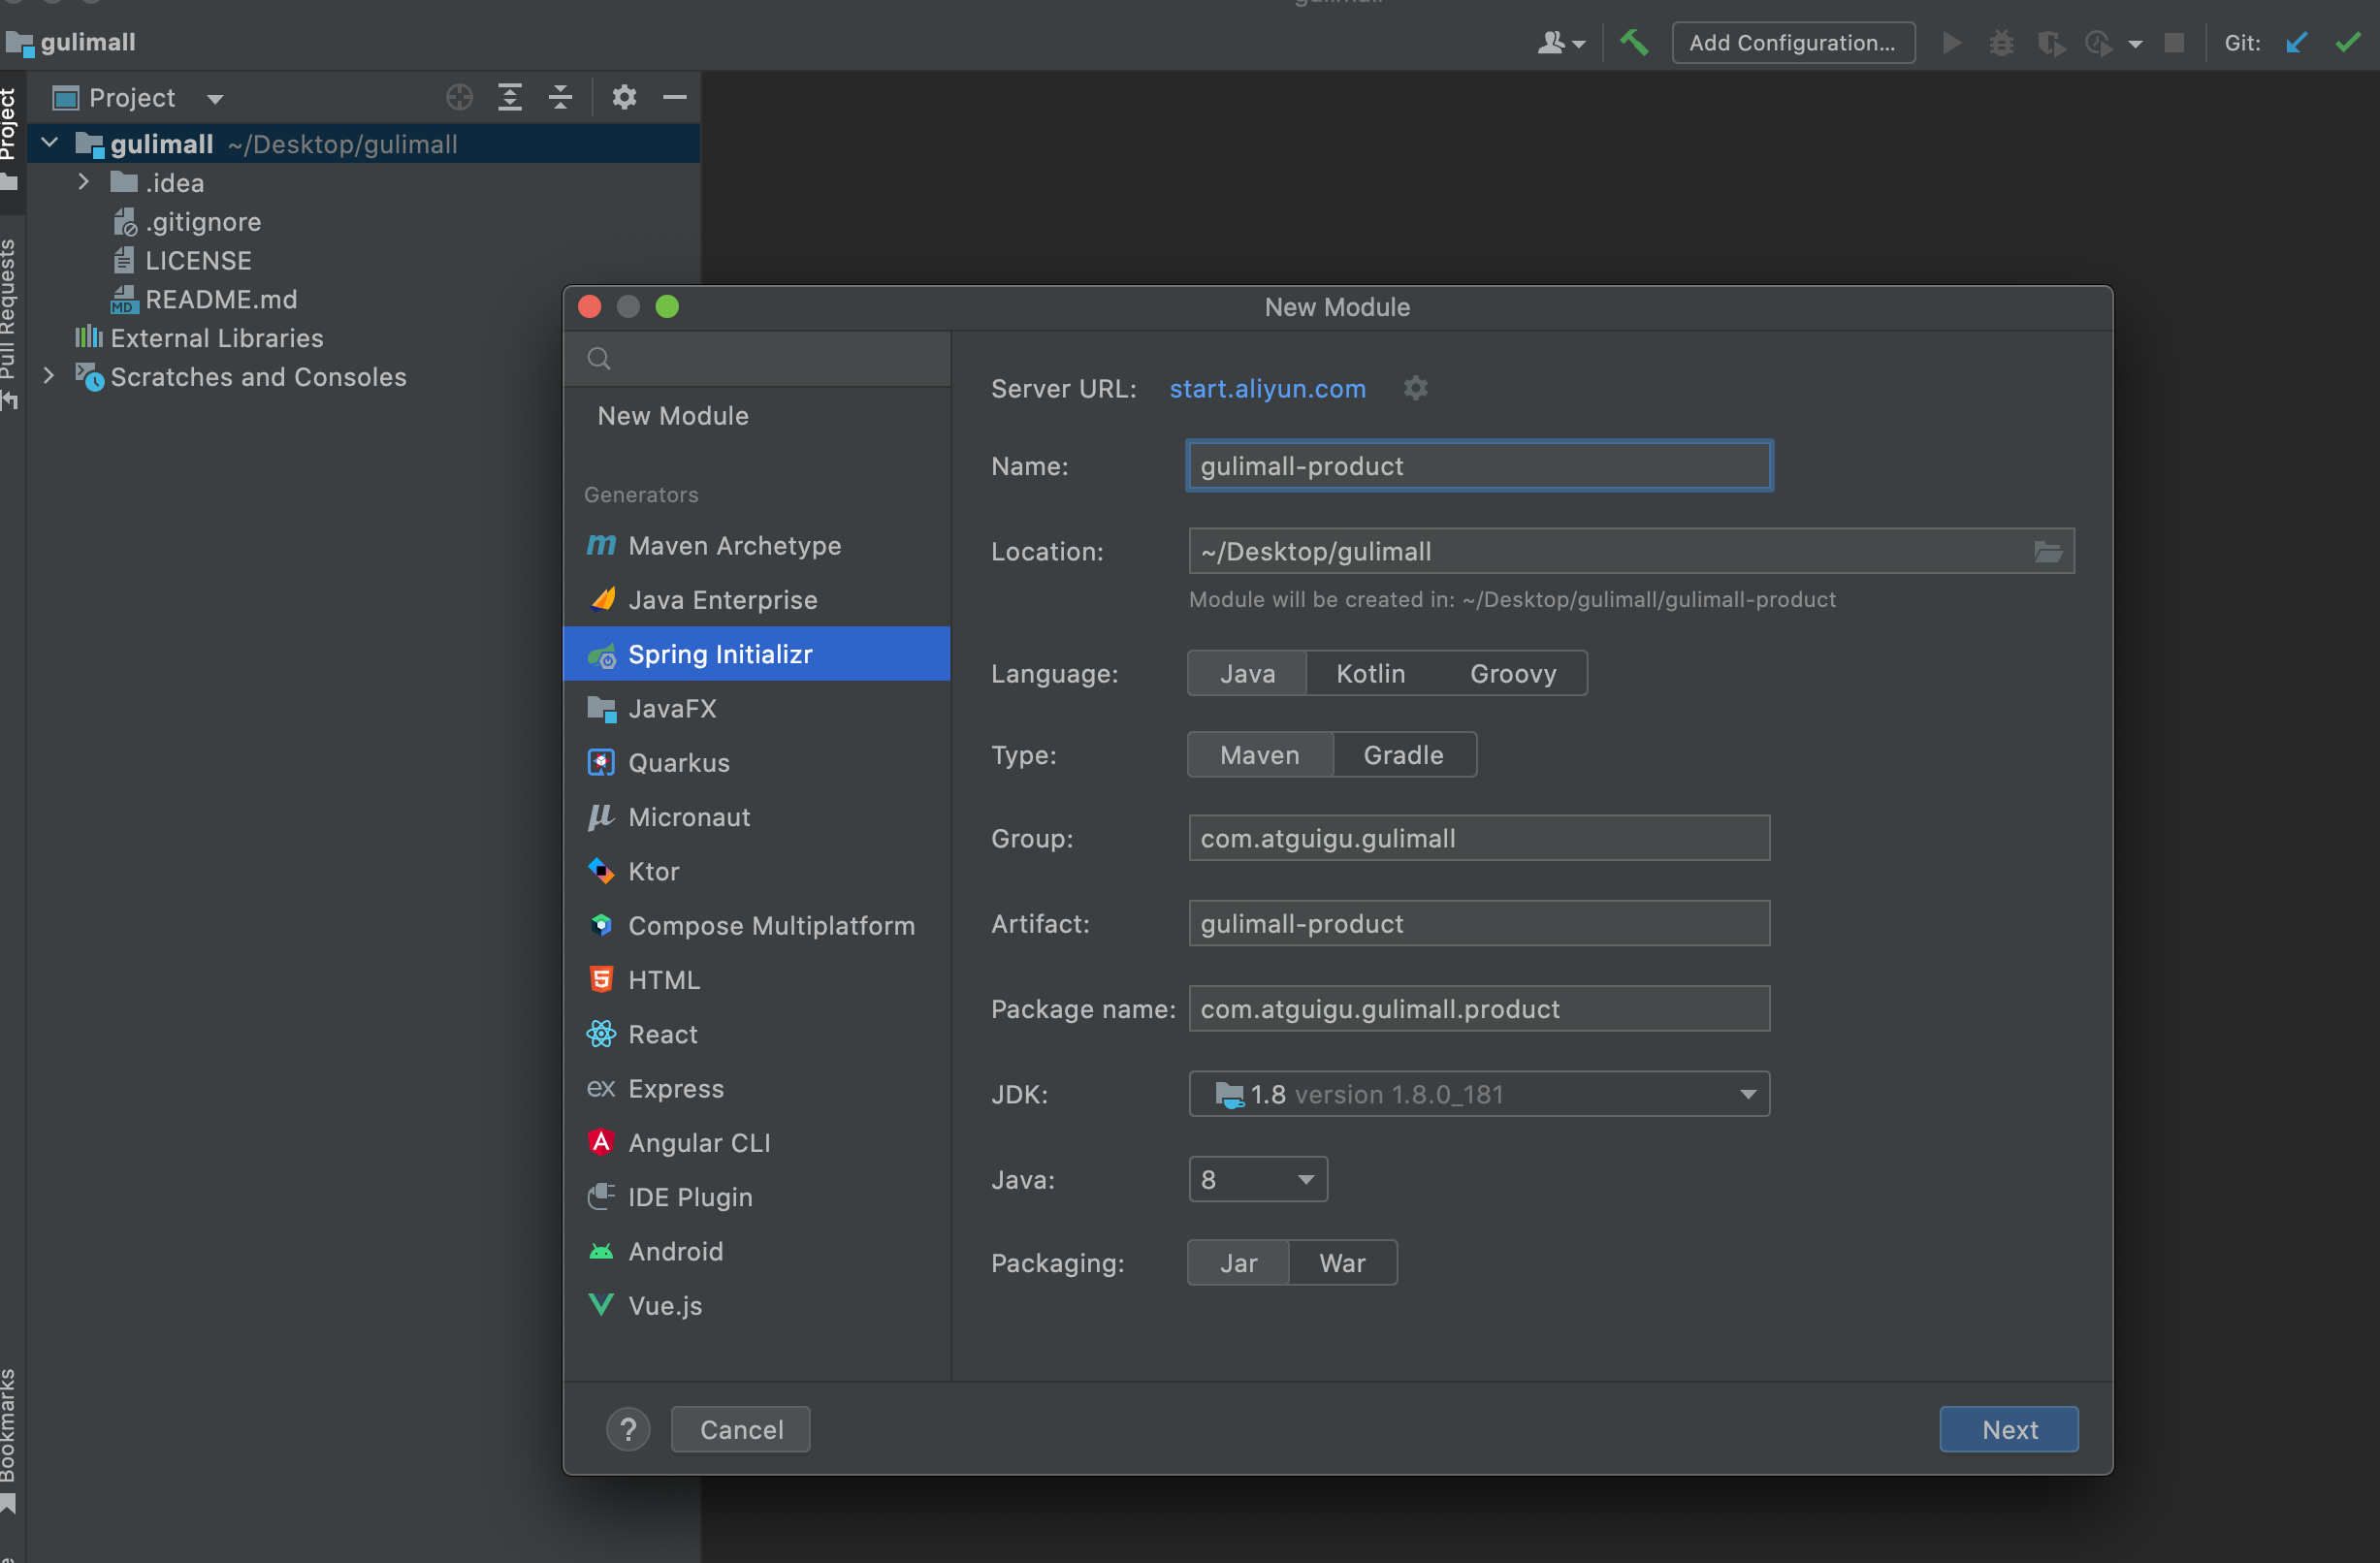 gulimall
Add Configuration...
Git:
Project
Project
gulimall ~/Desktop/gulimall
.idea
.gitignore
LICENSE
README.md
External Libraries
Scratches and Consoles
Pull Requests
Bookmarks
New Module
New Module
Generators
Maven Archetype
Java Enterprise
Spring Initializr
JavaFX
Quarkus
Micronaut
Ktor
Compose Multiplatform
HTML
React
Express
Angular CLI
IDE Plugin
Android
Vue.js
Server URL: start.aliyun.com
Name: gulimall-product
Location: ~/Desktop/gulimall
Module will be created in: ~/Desktop/gulimall/gulimall-product
Language: Java Kotlin Groovy
Type: Maven Gradle
Group: com.atguigu.gulimall
Artifact: gulimall-product
Package name: com.atguigu.gulimall.product
JDK: 1.8 version 1.8.0_181
Java: 8
Packaging: Jar War
? Cancel Next